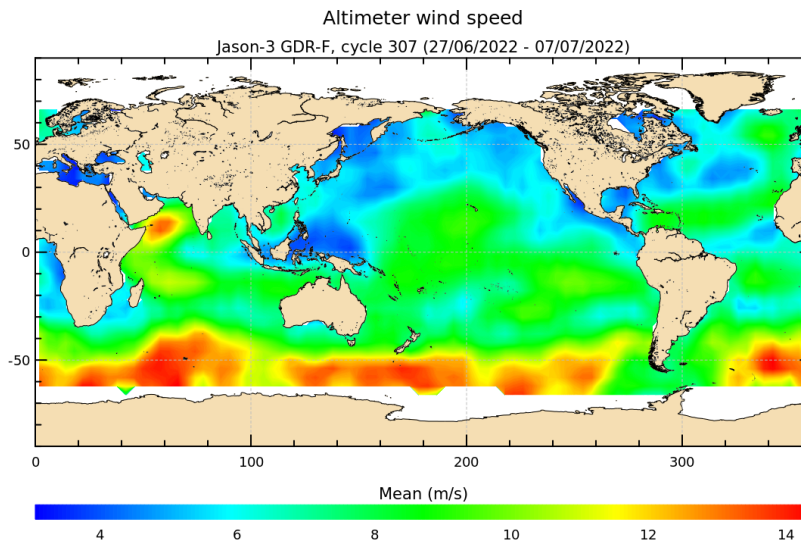 Altimeter wind speed
Jason-3 GDR-F, cycle 307 (27/06/2022 - 07/07/2022)
50
0
-50
0 100 200 300
Mean (m/s)
4 6 8 10 12 14